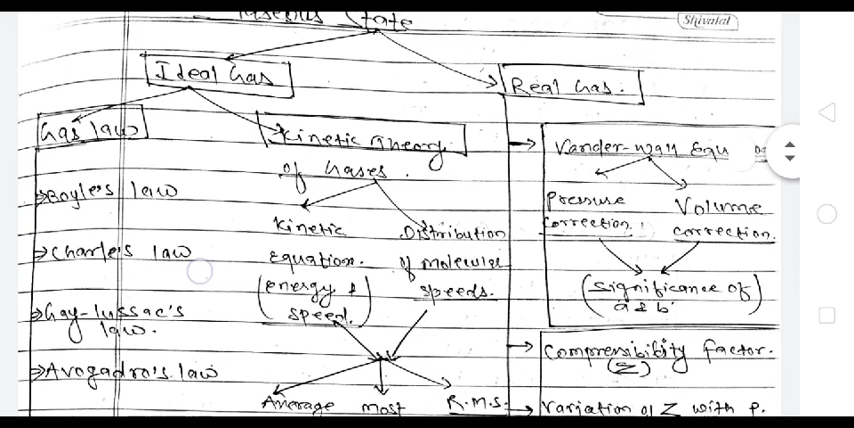 Gaseous State
Shivalal
Ideal Gas
Real Gas.
Gas law
Kinetic Theory
of Gases.
Vander-wall Equ
Boyle's law
Pressure
correction.
Volume
correction.
Kinetic
Equation.
(energy &
speed)
Distribution
of molecular
speeds.
Charle's law
(significance of
a & b)
Gay-lussac's
law.
Compressibility factor.
(Z)
Avogadro's law
Average
most
R.M.S.
Variation of Z with P.